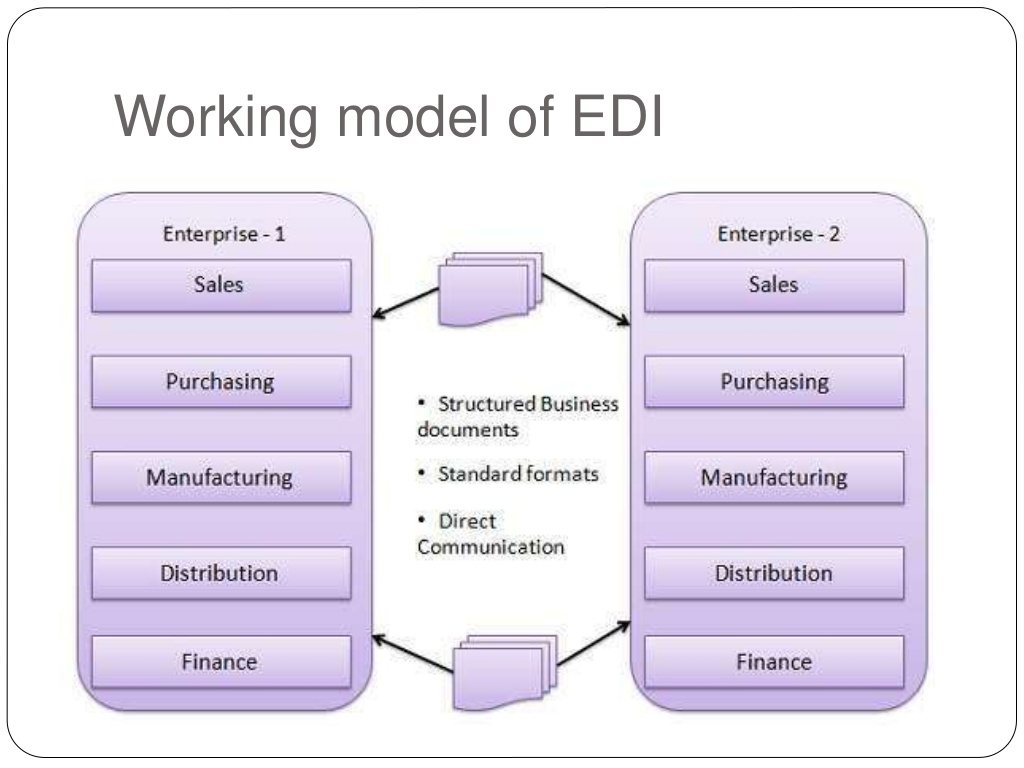 Working model of EDI
Enterprise - 1
Sales
Purchasing
Manufacturing
Distribution
Finance
• Structured Business
documents
• Standard formats
• Direct
Communication
Enterprise - 2
Sales
Purchasing
Manufacturing
Distribution
Finance